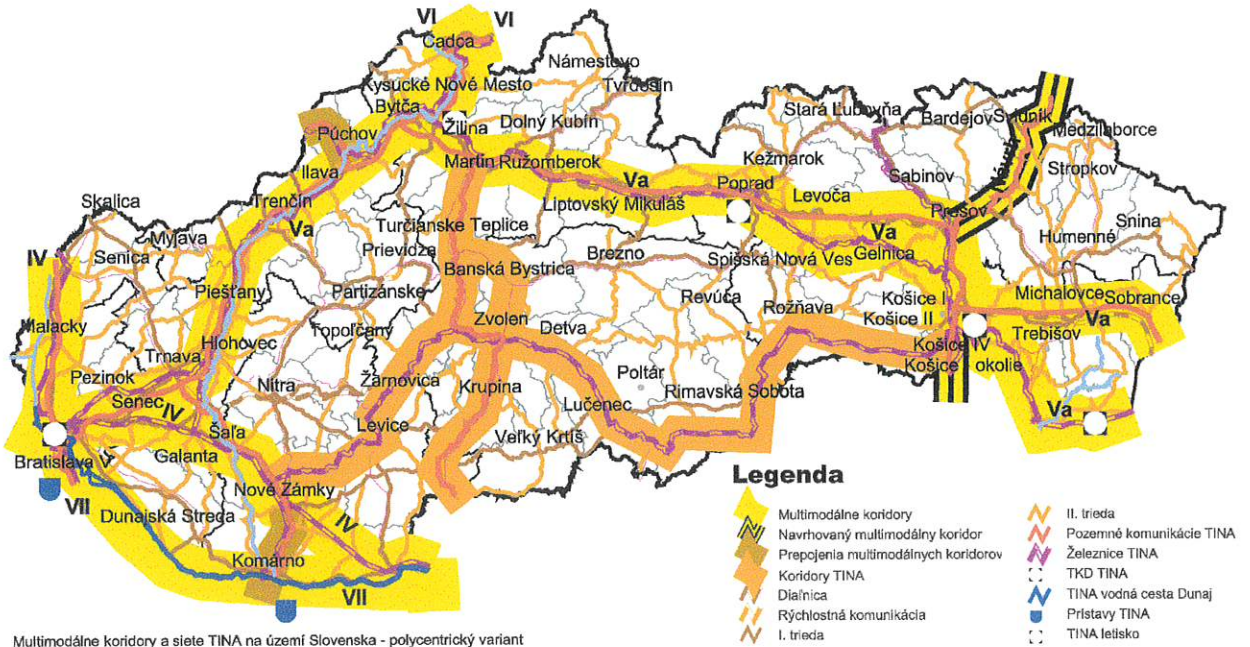 VI
VI
Čadca
Námestovo
Kysucké Nové Mesto
Tvrdošín
Bytča
Stará Ľubovňa
Bardejov
Svidník
Medzilaborce
Púchov
Žilina
Dolný Kubín
Kežmarok
Stropkov
Ilava
Martin
Ružomberok
Va
Poprad
Sabinov
Levoča
Skalica
Trenčín
Liptovský Mikuláš
Prešov
Snina
Va
Turčianske Teplice
Va
Humenné
Myjava
Senica
Prievidza
Brezno
Spišská Nová Ves
Gelnica
IV
Banská Bystrica
Piešťany
Partizánske
Revúca
Rožňava
Košice I
Michalovce
Sobrance
Malacky
Topoľčany
Zvolen
Detva
Košice II
Va
Hlohovec
Trebišov
Trnava
Košice IV
Pezinok
Nitra
Žarnovica
Poltár
Košice
okolie
Senec
IV
Krupina
Rimavská Sobota
Šaľa
Levice
Lučenec
Va
Galanta
Veľký Krtíš
Bratislava V
Nové Zámky
VII
Dunajská Streda
IV
Komárno
VII
Legenda
Multimodálne koridory
Navrhovaný multimodálny koridor
Prepojenia multimodálnych koridorov
Koridory TINA
Diaľnica
Rýchlostná komunikácia
I. trieda
II. trieda
Pozemné komunikácie TINA
Železnice TINA
TKD TINA
TINA vodná cesta Dunaj
Prístavy TINA
TINA letisko
Multimodálne koridory a siete TINA na území Slovenska - polycentrický variant